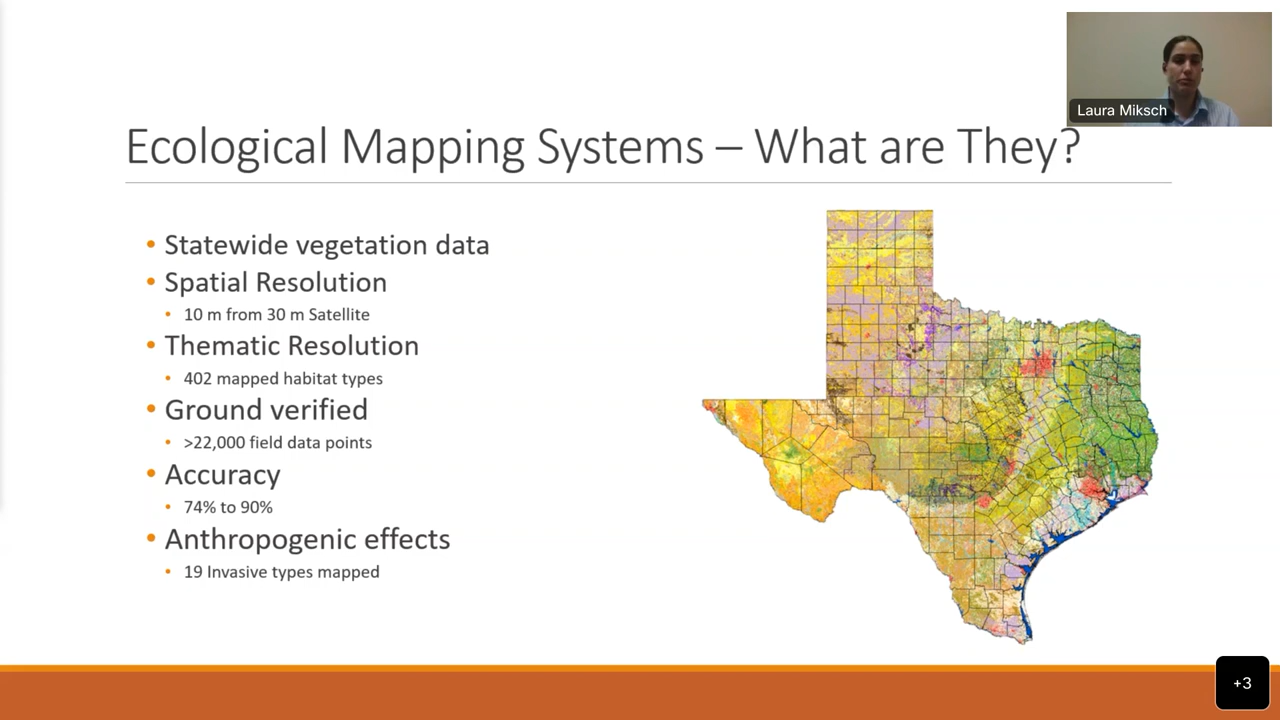 Laura Miksch
Ecological Mapping Systems – What are They?
• Statewide vegetation data
• Spatial Resolution
• 10 m from 30 m Satellite
• Thematic Resolution
• 402 mapped habitat types
• Ground verified
• >22,000 field data points
• Accuracy
• 74% to 90%
• Anthropogenic effects
• 19 Invasive types mapped
+3